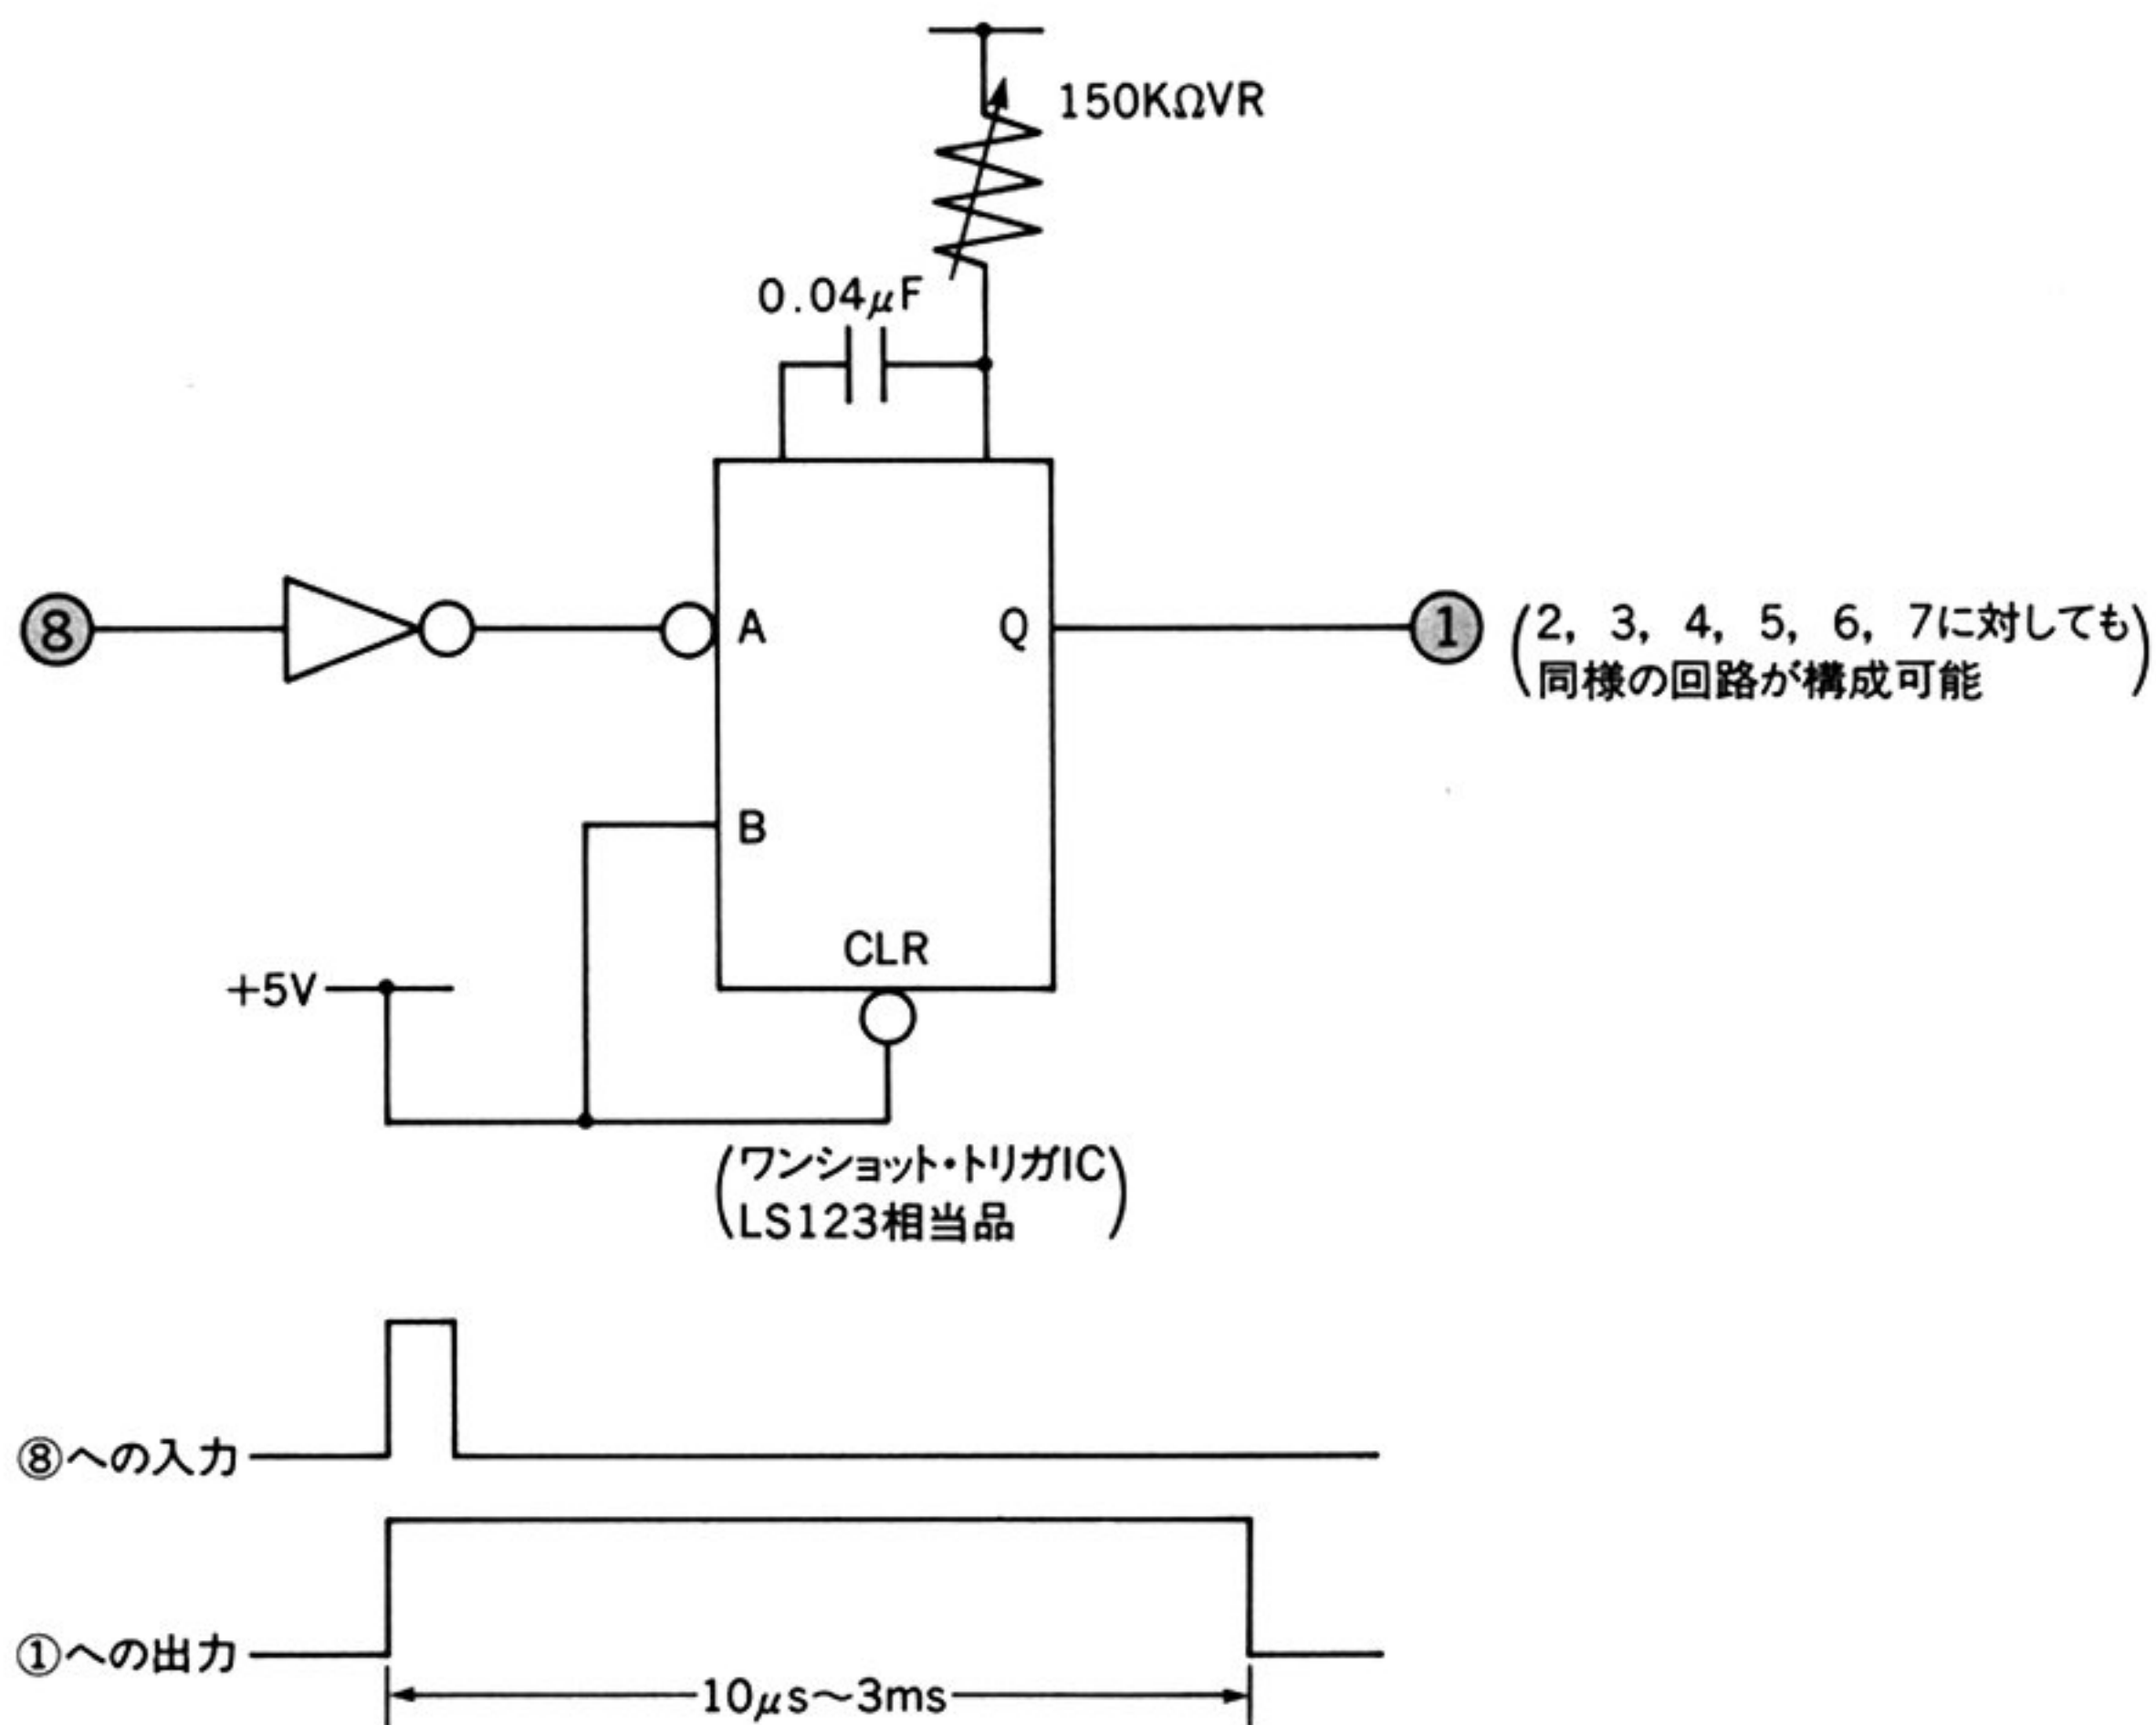 150KΩVR
0.04μF
8
A
Q
1
(2, 3, 4, 5, 6, 7に対しても
同様の回路が構成可能)
B
CLR
+5V
(ワンショット・トリガIC
LS123相当品)
⑧への入力
①への出力
10μs～3ms